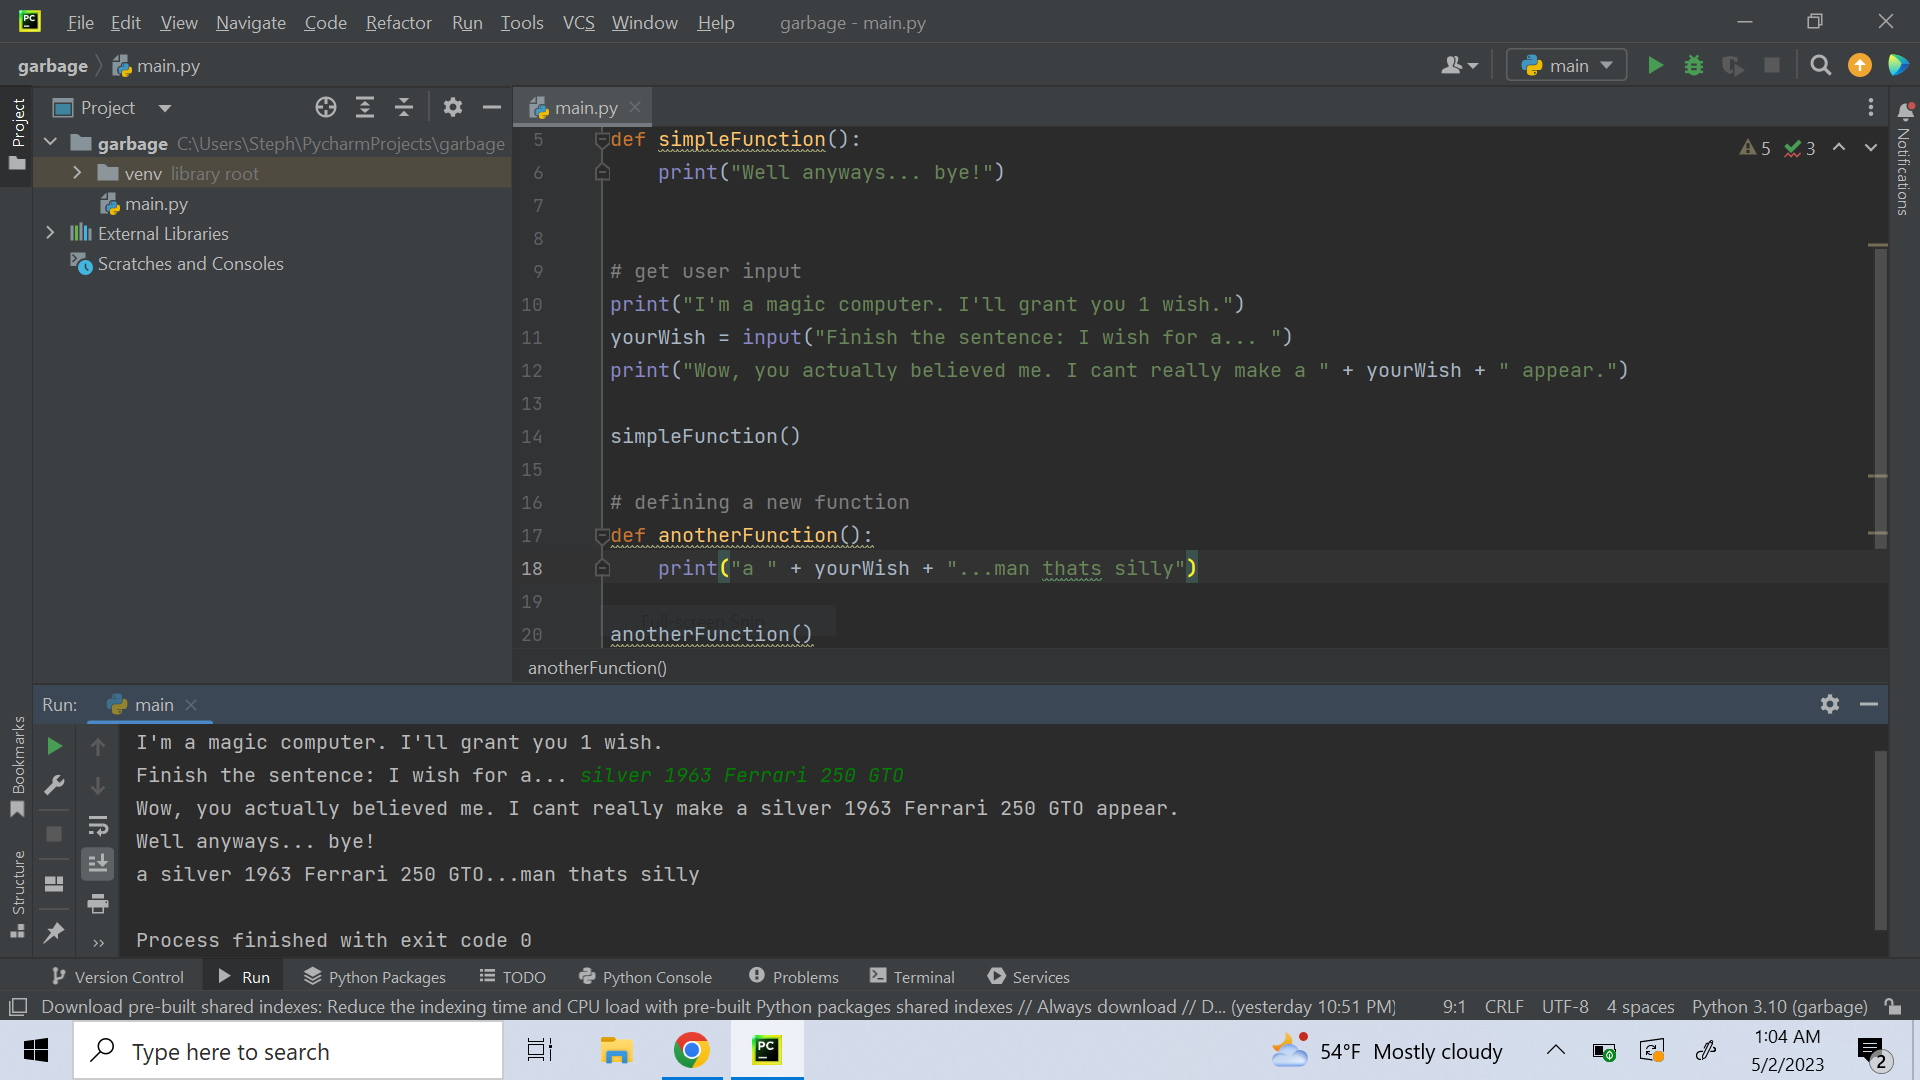 PC File Edit View Navigate Code Refactor Run Tools VCS Window Help garbage - main.py
garbage main.py main
Project main.py
Project
garbage C:\Users\Steph\PycharmProjects\garbage
venv library root
main.py
External Libraries
Scratches and Consoles
5 def simpleFunction():
6 print("Well anyways... bye!")
7
8
9 # get user input
10 print("I'm a magic computer. I'll grant you 1 wish.")
11 yourWish = input("Finish the sentence: I wish for a... ")
12 print("Wow, you actually believed me. I cant really make a " + yourWish + " appear.")
13
14 simpleFunction()
15
16 # defining a new function
17 def anotherFunction():
18 print("a " + yourWish + "...man thats silly")
19
Full-screen Snip
20 anotherFunction()
anotherFunction()
5 3
Notifications
Run: main
I'm a magic computer. I'll grant you 1 wish.
Finish the sentence: I wish for a... silver 1963 Ferrari 250 GTO
Wow, you actually believed me. I cant really make a silver 1963 Ferrari 250 GTO appear.
Well anyways... bye!
a silver 1963 Ferrari 250 GTO...man thats silly
Process finished with exit code 0
Bookmarks
Structure
Version Control Run Python Packages TODO Python Console Problems Terminal Services
Download pre-built shared indexes: Reduce the indexing time and CPU load with pre-built Python packages shared indexes // Always download // D... (yesterday 10:51 PM) 9:1 CRLF UTF-8 4 spaces Python 3.10 (garbage)
Type here to search PC 54°F Mostly cloudy 1:04 AM
5/2/2023 2